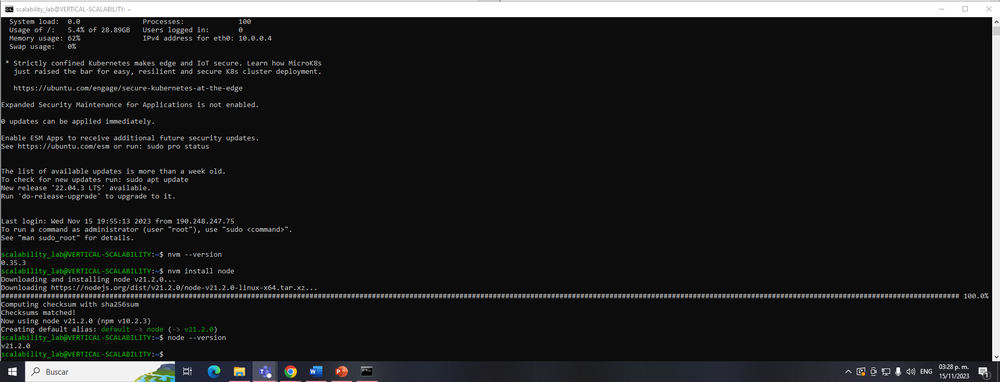 scalability_lab@VERTICAL-SCALABILITY: ~
System load:  0.0               Processes:             100
Usage of /:   5.4% of 28.89GB   Users logged in:       0
Memory usage: 62%               IPv4 address for eth0: 10.0.0.4
Swap usage:   0%
* Strictly confined Kubernetes makes edge and IoT secure. Learn how MicroK8s
just raised the bar for easy, resilient and secure K8s cluster deployment.
https://ubuntu.com/engage/secure-kubernetes-at-the-edge
Expanded Security Maintenance for Applications is not enabled.
0 updates can be applied immediately.
Enable ESM Apps to receive additional future security updates.
See https://ubuntu.com/esm or run: sudo pro status
The list of available updates is more than a week old.
To check for new updates run: sudo apt update
New release '22.04.3 LTS' available.
Run 'do-release-upgrade' to upgrade to it.
Last login: Wed Nov 15 19:55:13 2023 from 190.248.247.75
To run a command as administrator (user "root"), use "sudo <command>".
See "man sudo_root" for details.
scalability_lab@VERTICAL-SCALABILITY:~$ nvm --version
0.35.3
scalability_lab@VERTICAL-SCALABILITY:~$ nvm install node
Downloading and installing node v21.2.0...
Downloading https://nodejs.org/dist/v21.2.0/node-v21.2.0-linux-x64.tar.xz...
###################################################################################################################################################################################################################################### 100.0%
Computing checksum with sha256sum
Checksums matched!
Now using node v21.2.0 (npm v10.2.3)
Creating default alias: default -> node (-> v21.2.0)
scalability_lab@VERTICAL-SCALABILITY:~$ node --version
v21.2.0
scalability_lab@VERTICAL-SCALABILITY:~$
Buscar
ENG
03:28 p. m.
15/11/2023
1